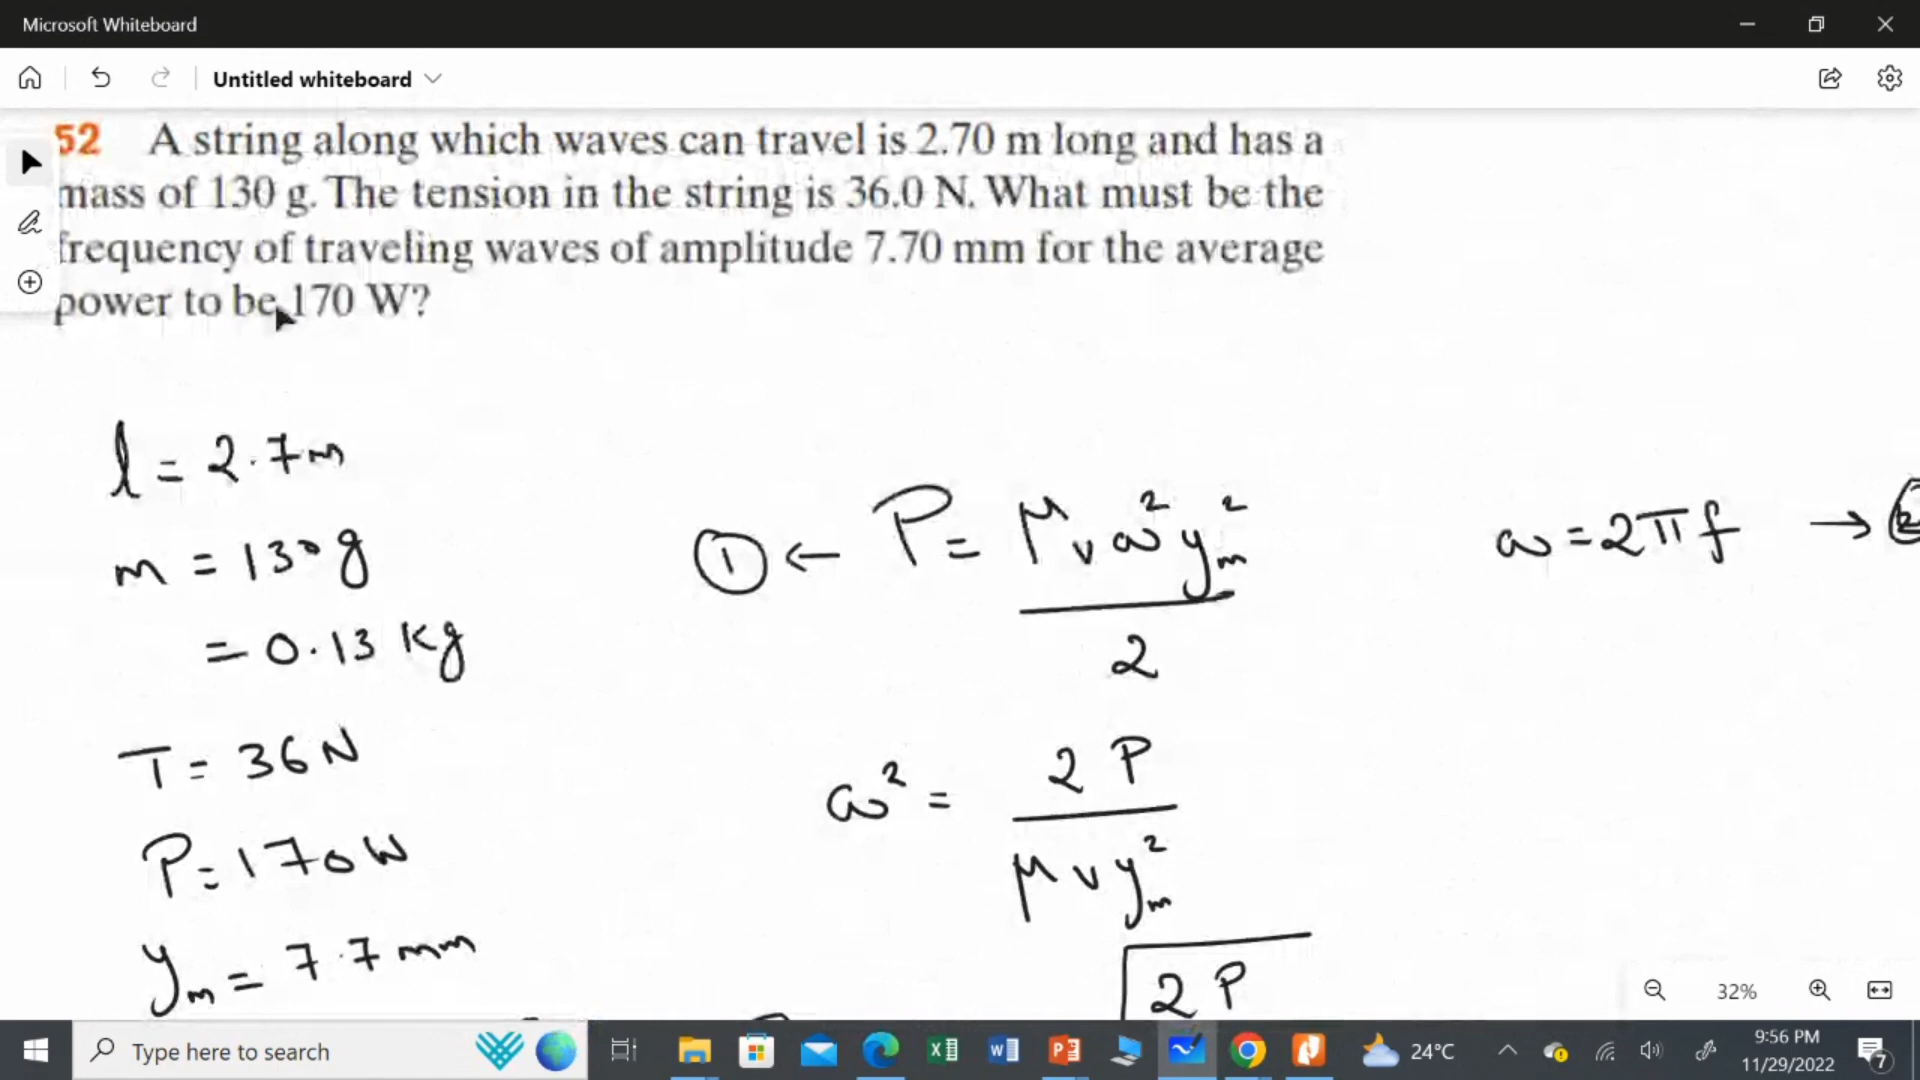 Microsoft Whiteboard
Untitled whiteboard
52 A string along which waves can travel is 2.70 m long and has a
mass of 130 g. The tension in the string is 36.0 N. What must be the
frequency of traveling waves of amplitude 7.70 mm for the average
power to be 170 W?
l = 2.7m
m = 130g
= 0.13 kg
T = 36N
P = 170W
yₘ = 7.7mm
① ← P = μvω²yₘ²
2
ω² = 2P
μvyₘ²
2P
ω = 2πf → ②
32%
Type here to search
24°C
9:56 PM
11/29/2022
7